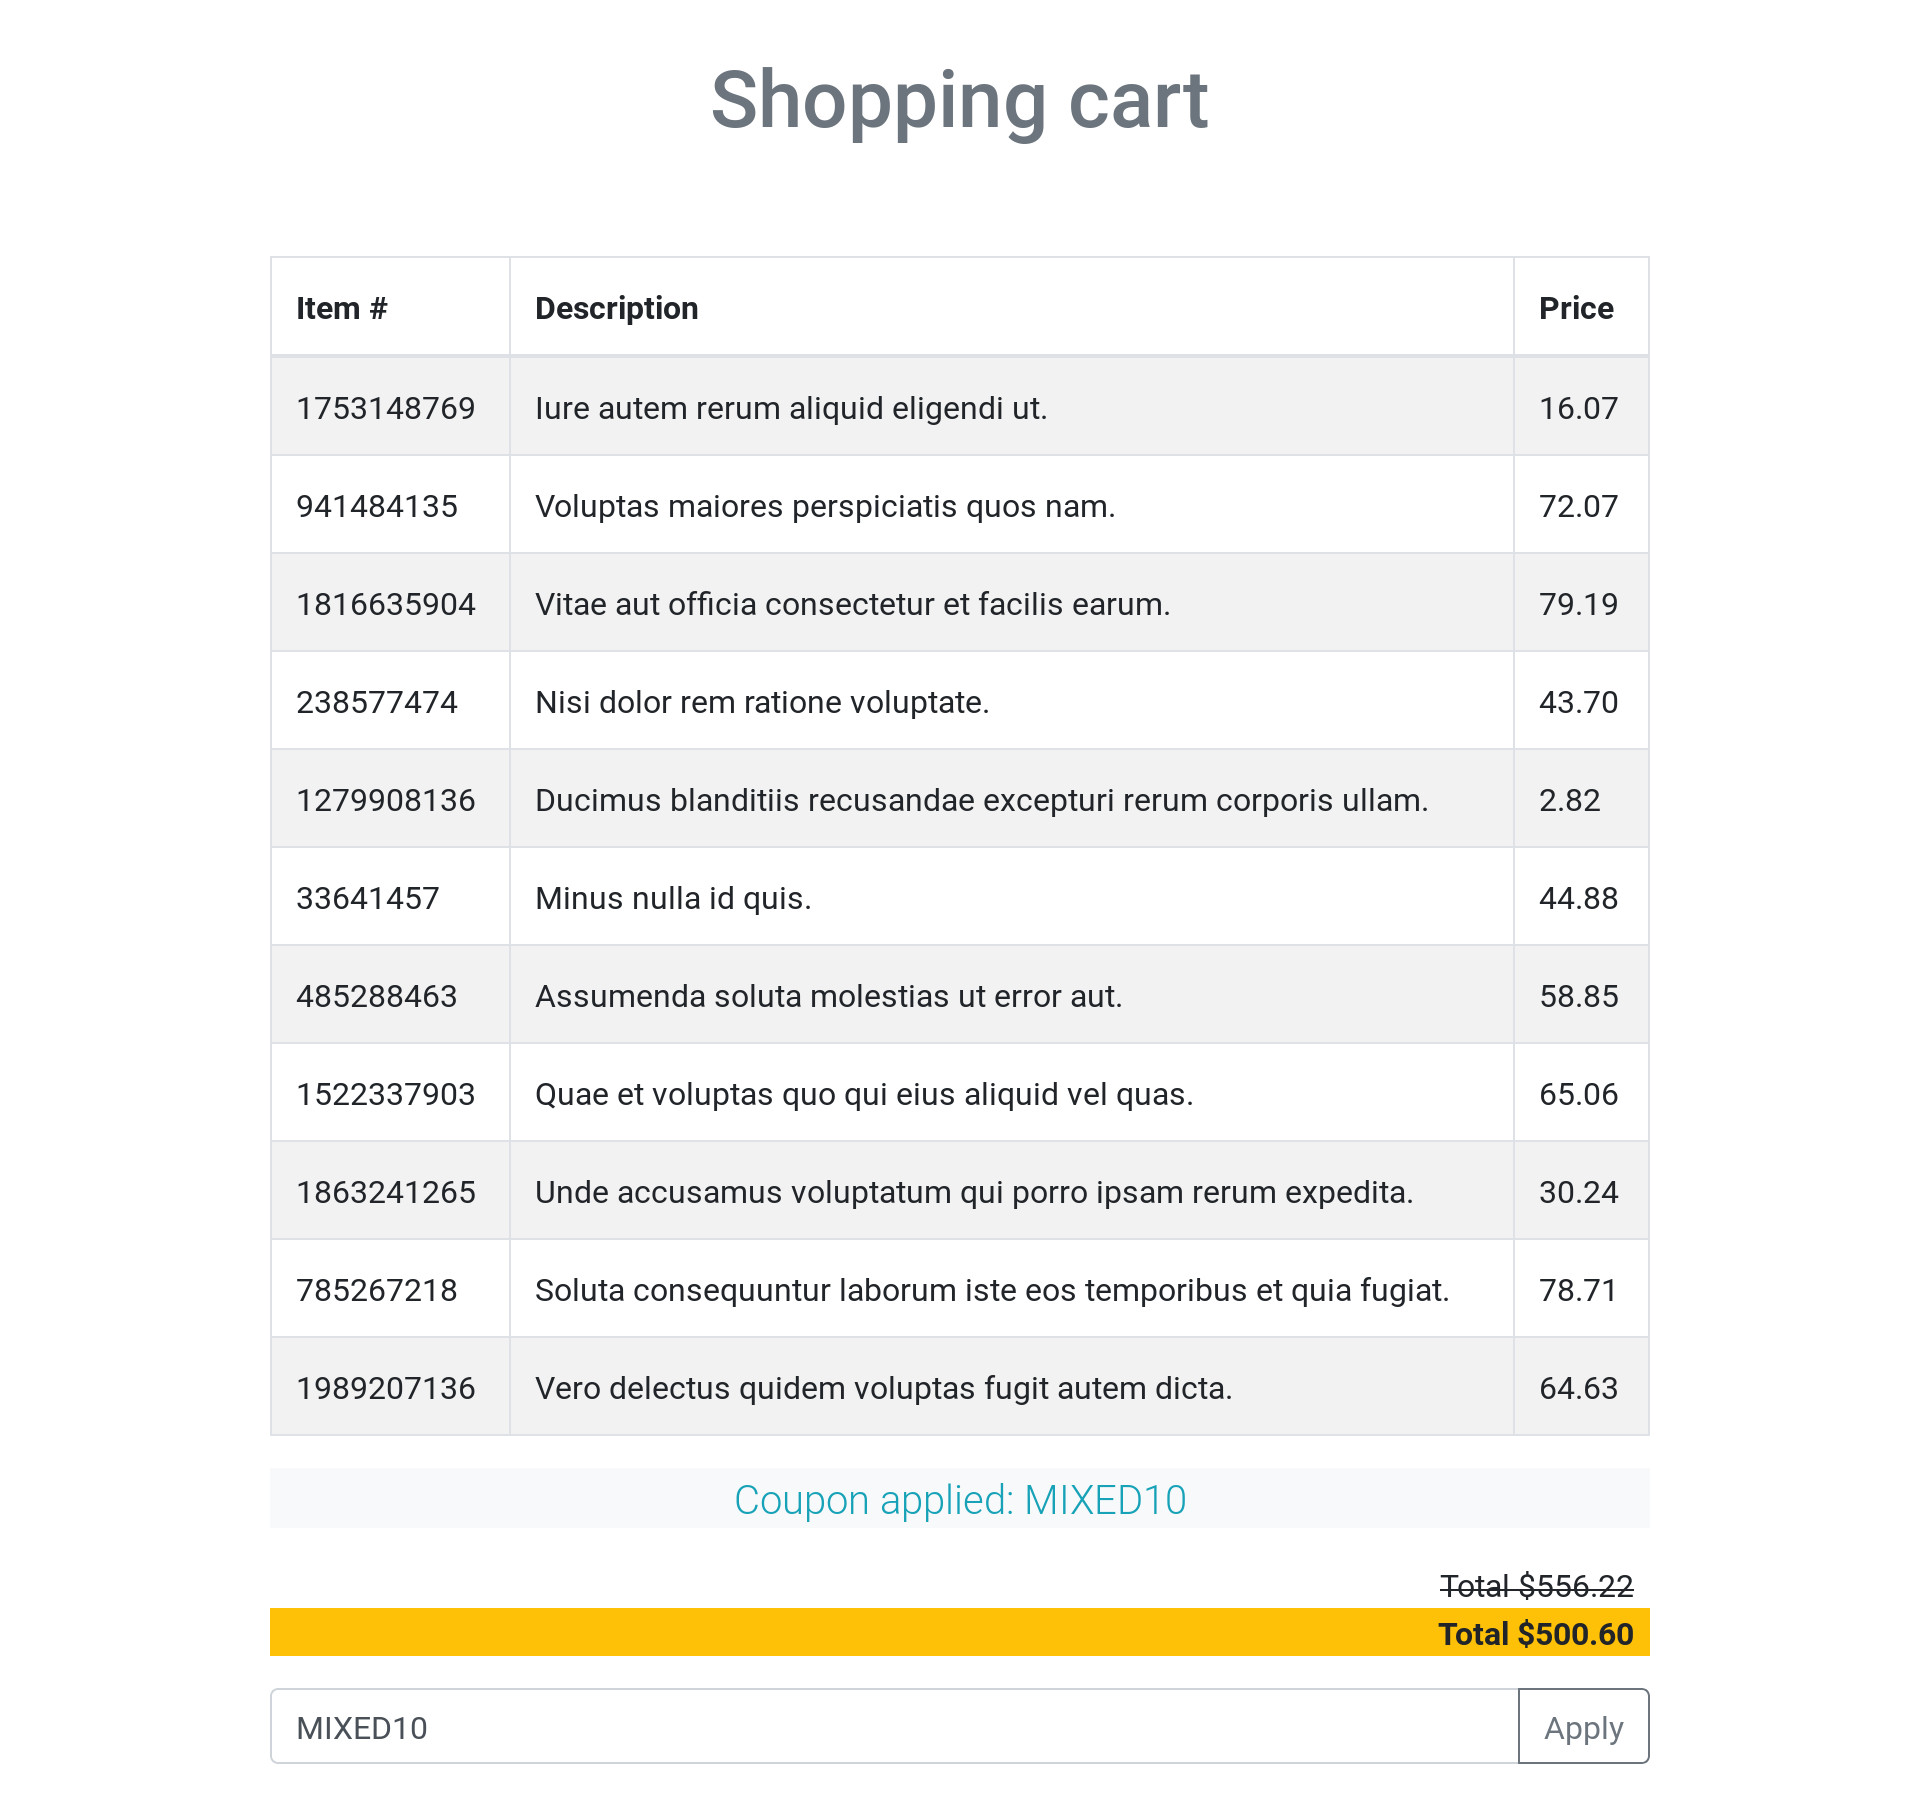 Shopping cart
Item # Description Price
1753148769 Iure autem rerum aliquid eligendi ut. 16.07
941484135 Voluptas maiores perspiciatis quos nam. 72.07
1816635904 Vitae aut officia consectetur et facilis earum. 79.19
238577474 Nisi dolor rem ratione voluptate. 43.70
1279908136 Ducimus blanditiis recusandae excepturi rerum corporis ullam. 2.82
33641457 Minus nulla id quis. 44.88
485288463 Assumenda soluta molestias ut error aut. 58.85
1522337903 Quae et voluptas quo qui eius aliquid vel quas. 65.06
1863241265 Unde accusamus voluptatum qui porro ipsam rerum expedita. 30.24
785267218 Soluta consequuntur laborum iste eos temporibus et quia fugiat. 78.71
1989207136 Vero delectus quidem voluptas fugit autem dicta. 64.63
Coupon applied: MIXED10
Total $556.22
Total $500.60
MIXED10 Apply